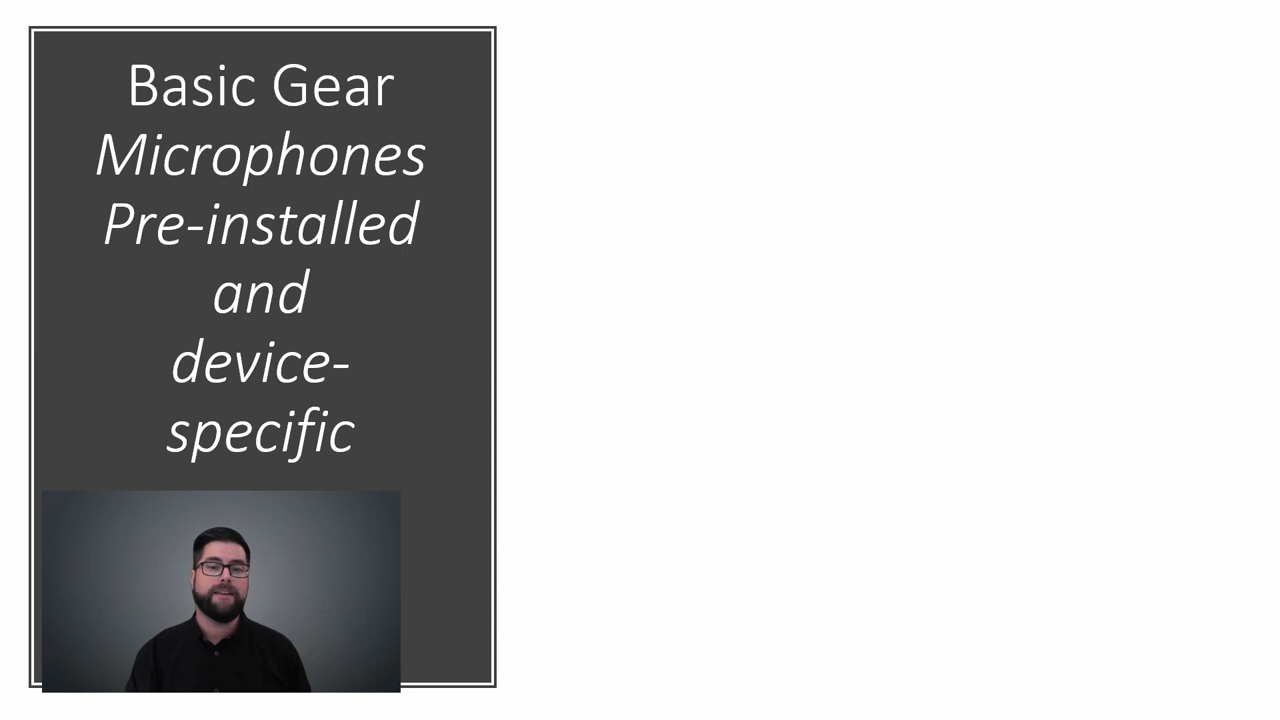 Basic Gear
Microphones
Pre-installed
and
device-
specific